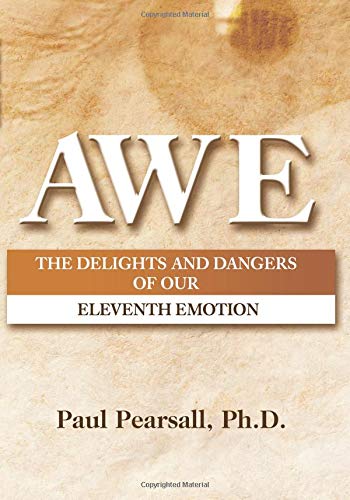 Copyrighted Material
AWE
THE DELIGHTS AND DANGERS
OF OUR
ELEVENTH EMOTION
Paul Pearsall, Ph.D.
Copyrighted Material